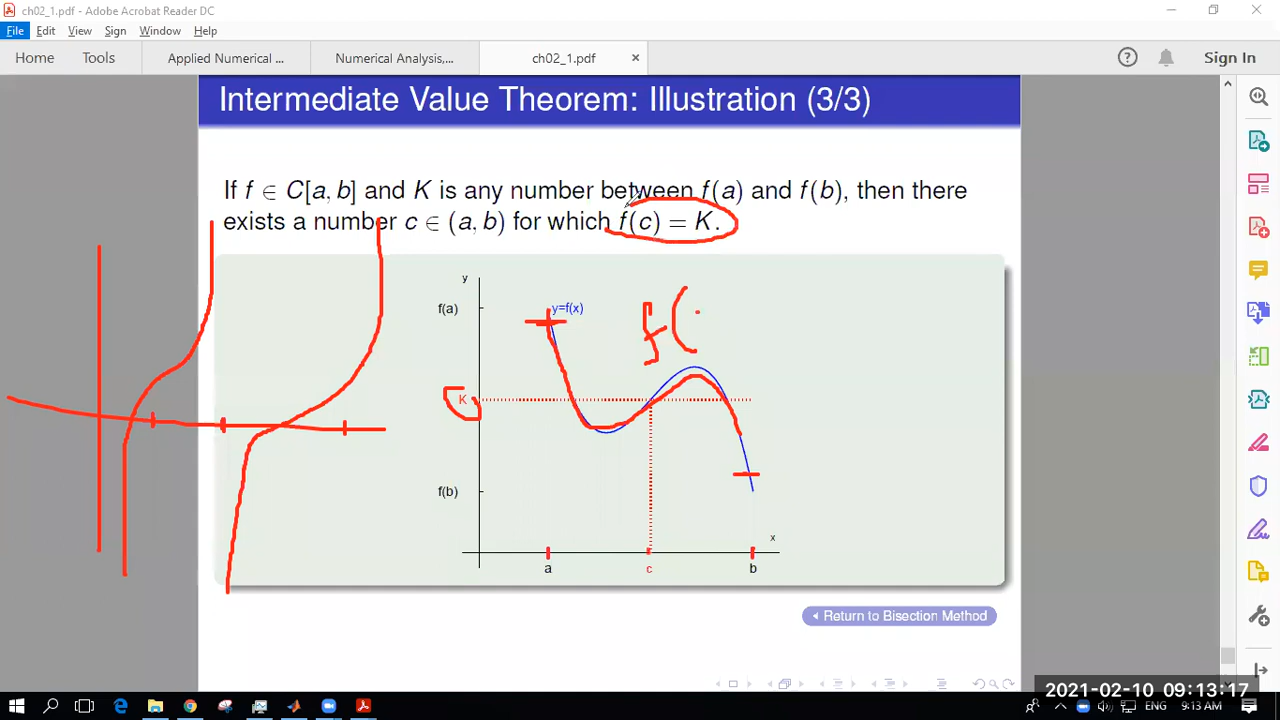 ch02_1.pdf - Adobe Acrobat Reader DC
File Edit View Sign Window Help
Home Tools Applied Numerical ... Numerical Analysis,... ch02_1.pdf × Sign In
Intermediate Value Theorem: Illustration (3/3)
If f ∈ C[a, b] and K is any number between f(a) and f(b), then there
exists a number c ∈ (a, b) for which f(c) = K.
y
f(a) y=f(x) f(
K
f(b)
x
a c b
Return to Bisection Method
2021-02-10 09:13:17
ENG 9:13 AM